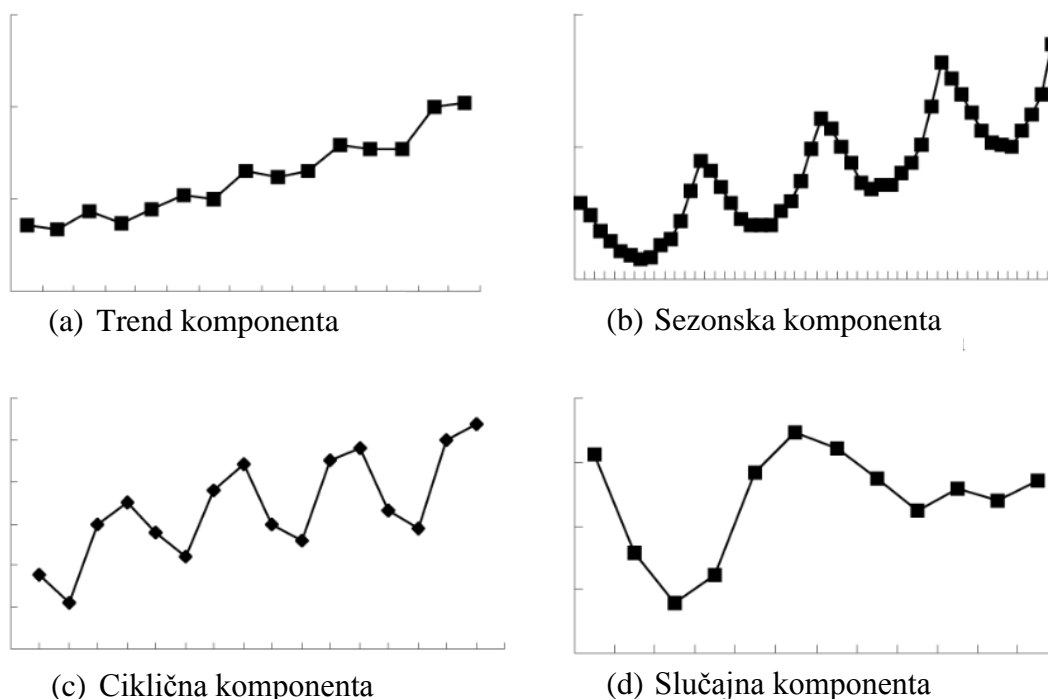 (a) Trend komponenta
(b) Sezonska komponenta
(c) Ciklična komponenta
(d) Slučajna komponenta